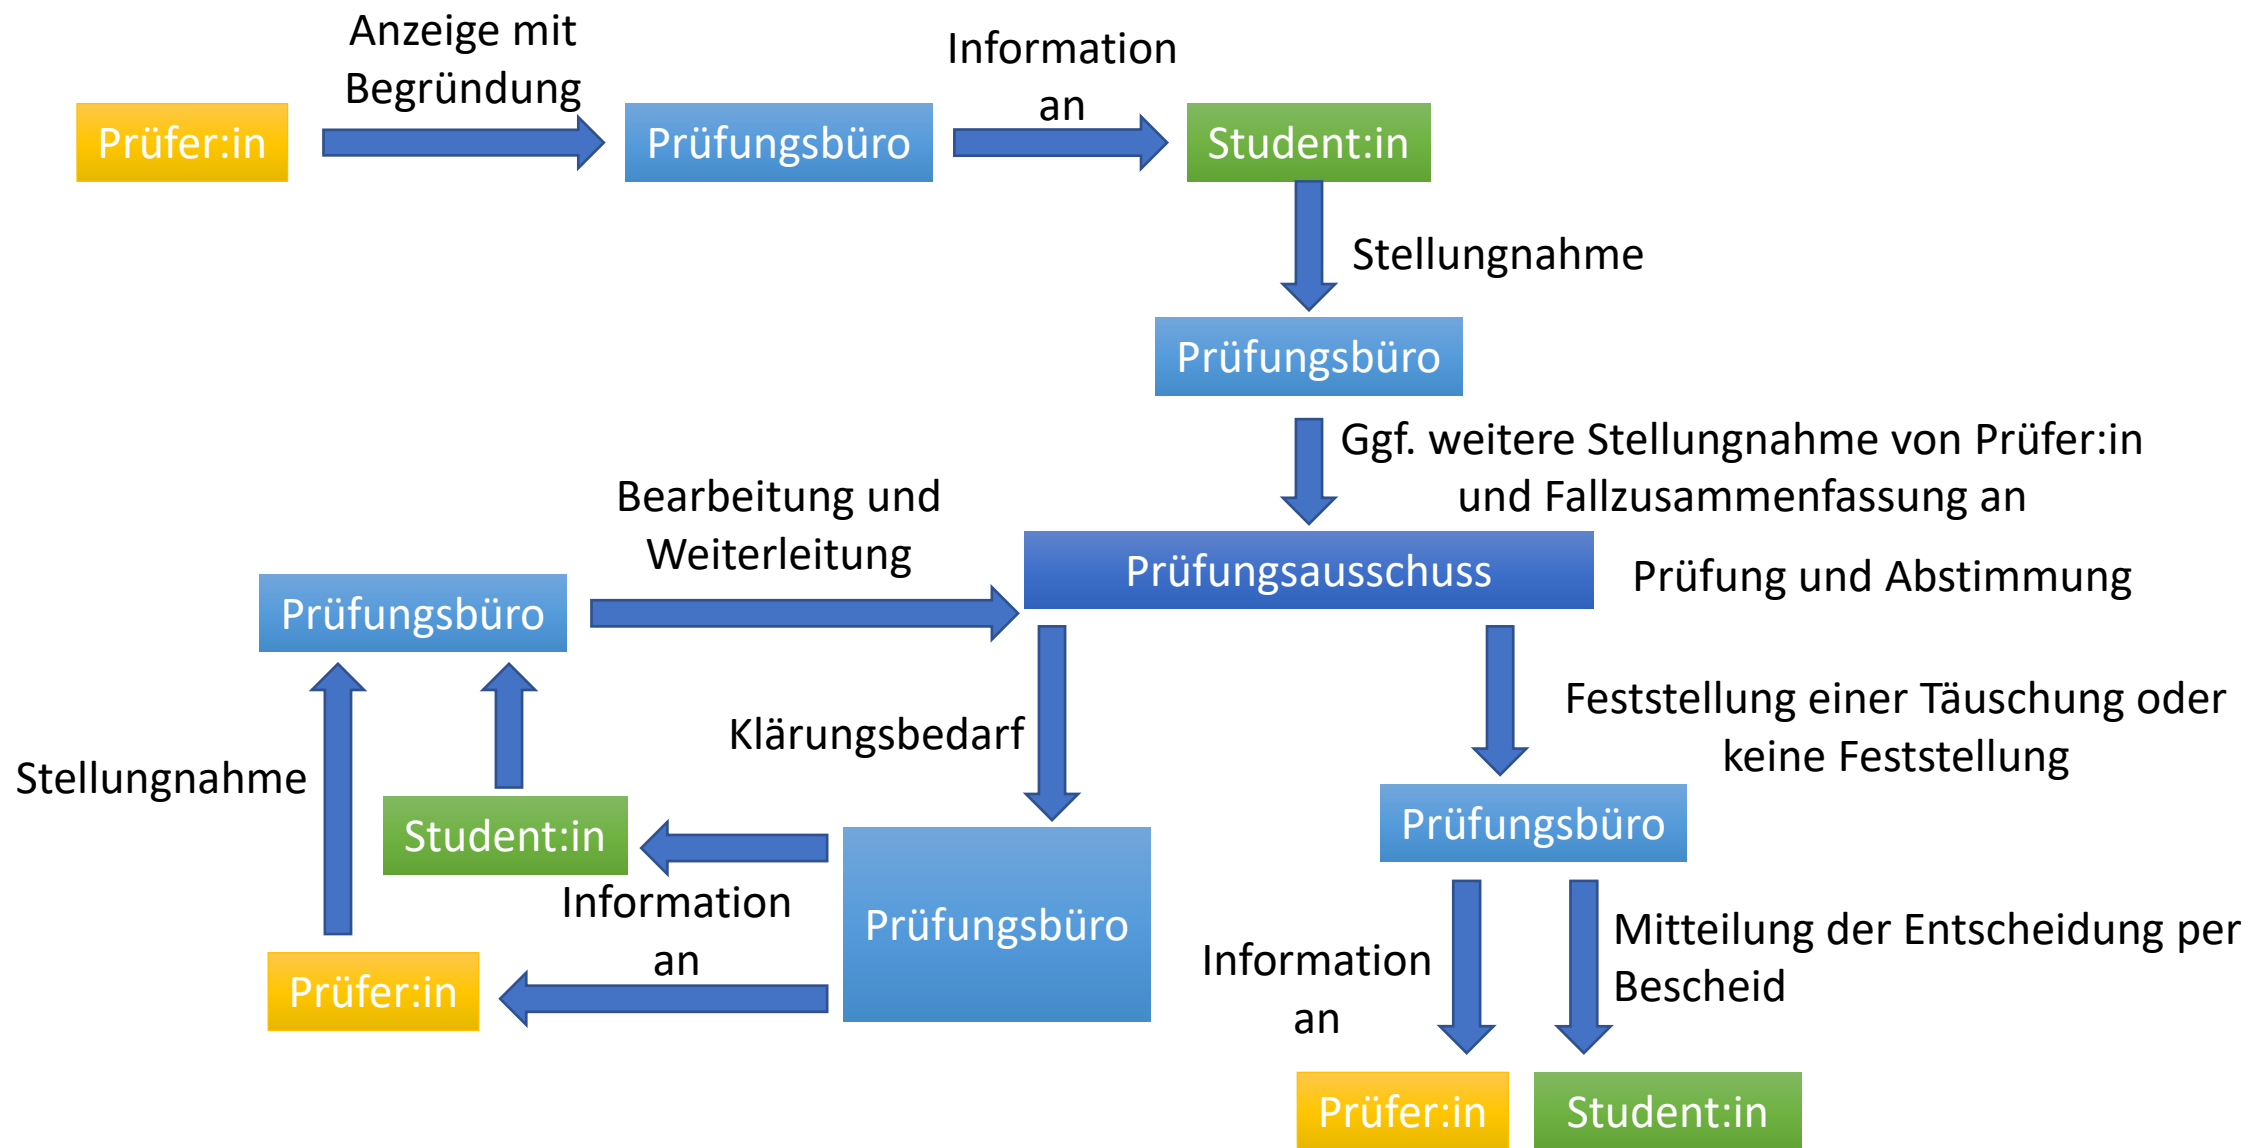 Anzeige mit
Begründung
Information
an
Prüfer:in
Prüfungsbüro
Student:in
Stellungnahme
Prüfungsbüro
Ggf. weitere Stellungnahme von Prüfer:in
und Fallzusammenfassung an
Bearbeitung und
Weiterleitung
Prüfungsausschuss
Prüfung und Abstimmung
Prüfungsbüro
Klärungsbedarf
Feststellung einer Täuschung oder
keine Feststellung
Stellungnahme
Student:in
Prüfungsbüro
Information
an
Prüfungsbüro
Prüfer:in
Information
an
Mitteilung der Entscheidung per
Bescheid
Prüfer:in
Student:in